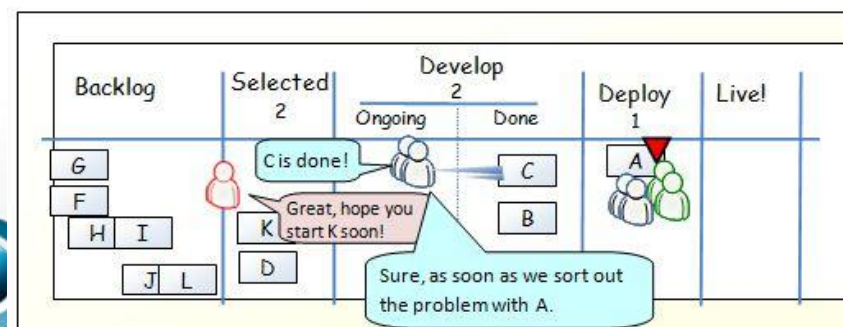 Backlog
Selected
2
Develop
2
Ongoing
Done
Deploy
1
Live!
G
F
H
I
J
L
K
D
C is done!
Great, hope you
start K soon!
C
B
A
Sure, as soon as we sort out
the problem with A.